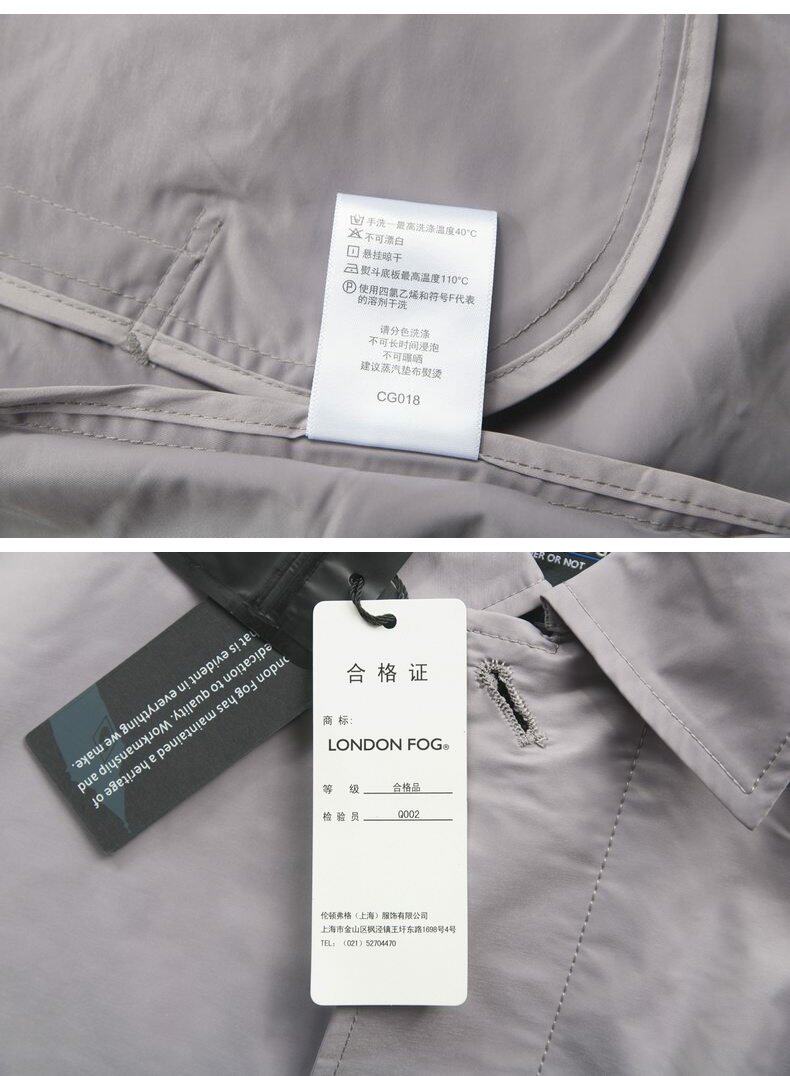 手洗—最高洗涤温度40°C
不可漂白
悬挂晾干
熨斗底板最高温度110°C
P 使用四氯乙烯和符号F代表
的溶剂干洗
请分色洗涤
不可长时间浸泡
不可曝晒
建议蒸汽垫布熨烫
CG018
ER OR NOT
London Fog has maintained a heritage of
dedication to quality. Workmanship and
that is evident in everything we make.
合格证
商标:
LONDON FOG®
等级 合格品
检验员 Q002
伦顿弗格（上海）服饰有限公司
上海市金山区枫泾镇王圩东路1698号4号
TEL：（021）52704470